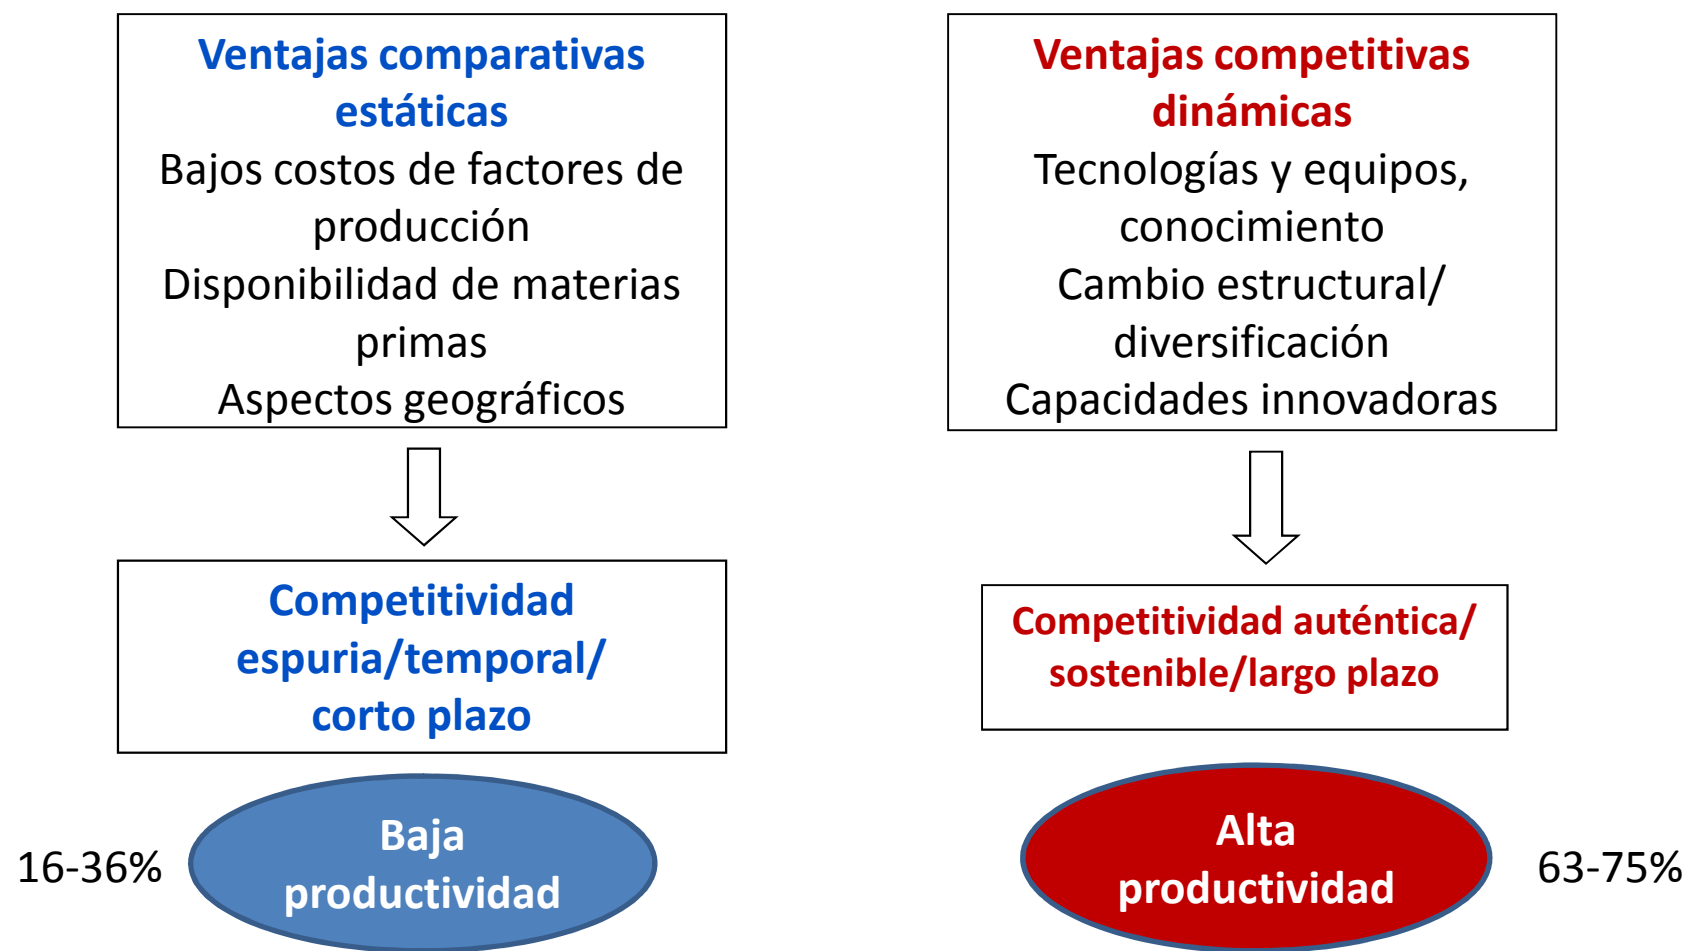 Ventajas comparativas
estáticas
Bajos costos de factores de
producción
Disponibilidad de materias
primas
Aspectos geográficos
Competitividad
espuria/temporal/
corto plazo
16-36%
Baja
productividad
Ventajas competitivas
dinámicas
Tecnologías y equipos,
conocimiento
Cambio estructural/
diversificación
Capacidades innovadoras
Competitividad auténtica/
sostenible/largo plazo
Alta
productividad
63-75%